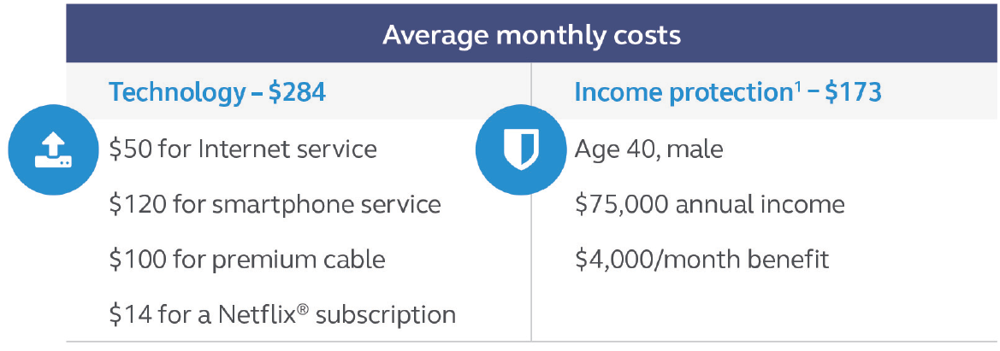 Average monthly costs
Technology – $284
$50 for Internet service
$120 for smartphone service
$100 for premium cable
$14 for a Netflix® subscription
Income protection¹ – $173
Age 40, male
$75,000 annual income
$4,000/month benefit